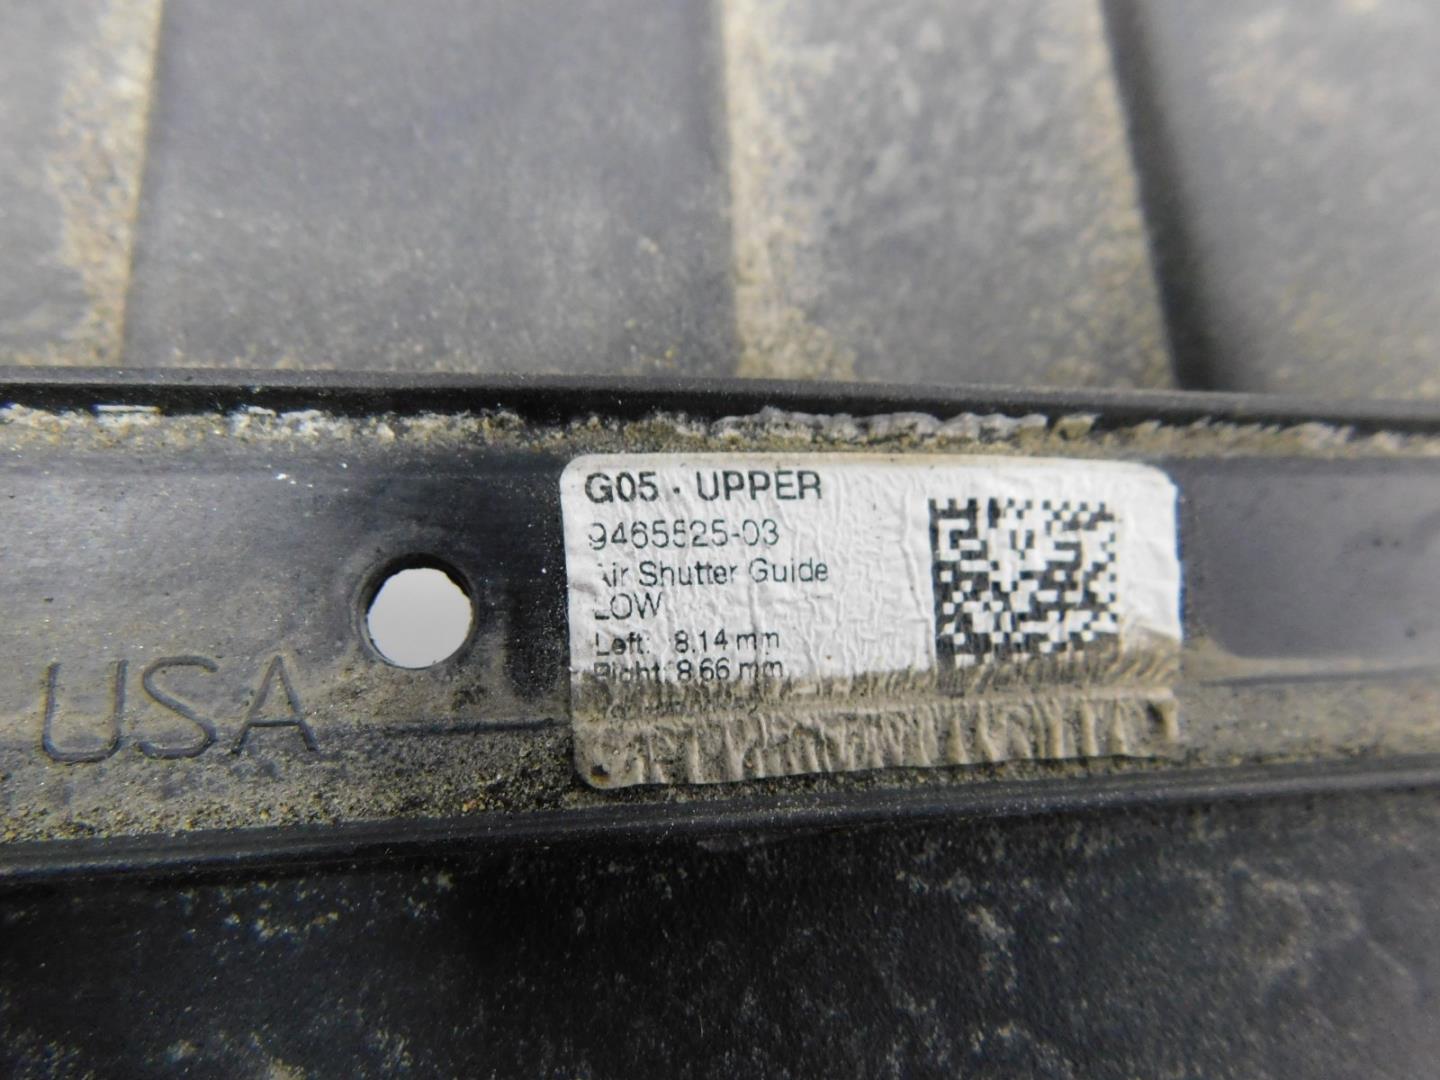 G05 - UPPER
9465525-03
Air Shutter Guide
LOW
Left: 8.14 mm
Right: 8.66 mm
USA